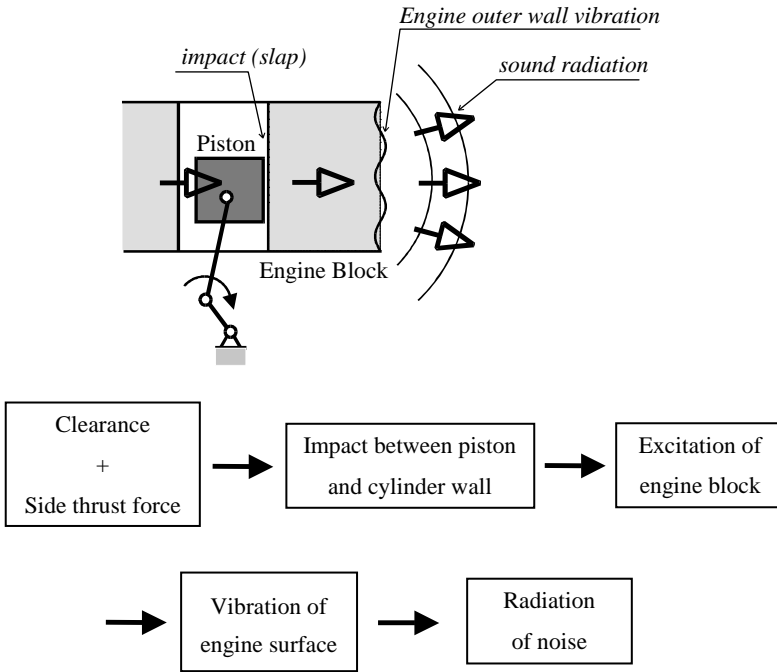 Engine outer wall vibration
impact (slap)
sound radiation
Piston
Engine Block
Clearance
+
Side thrust force
Impact between piston
and cylinder wall
Excitation of
engine block
Vibration of
engine surface
Radiation
of noise